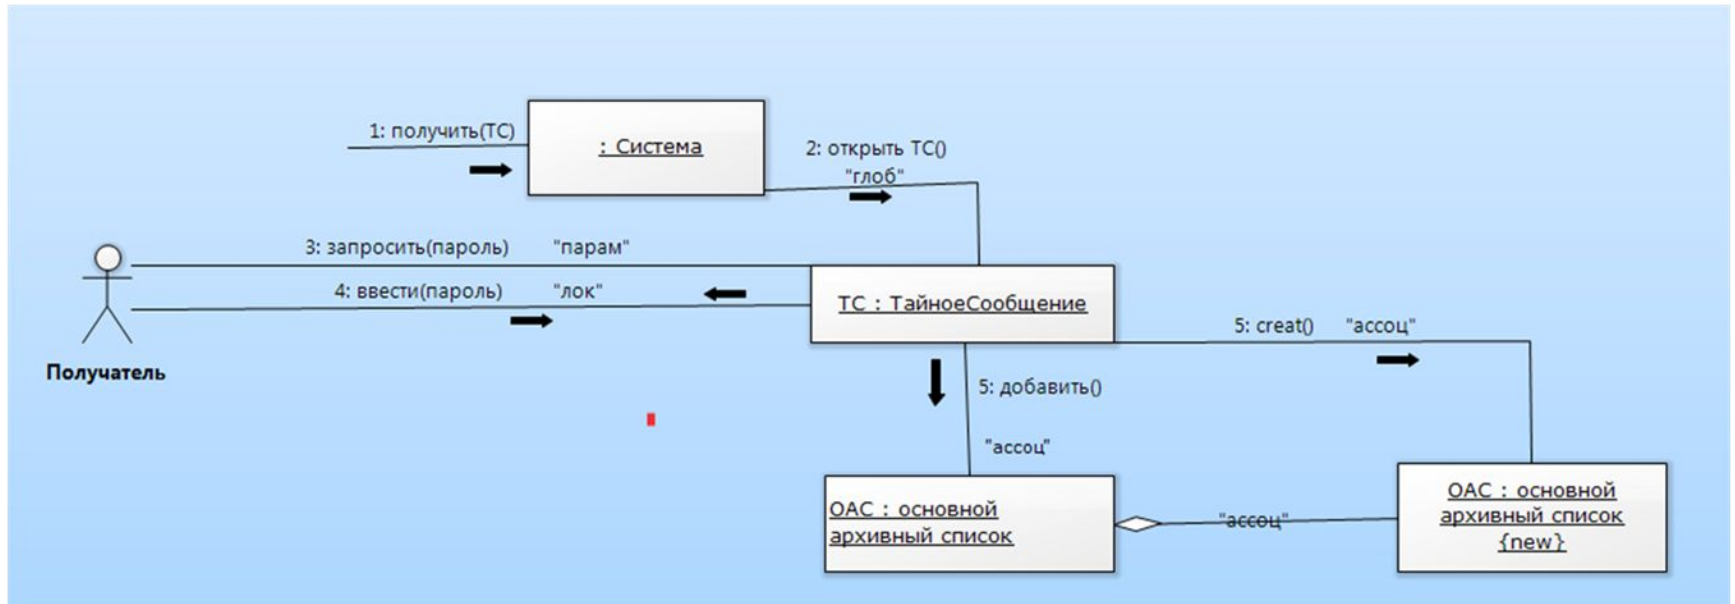 1: получить(ТС)
: Система
2: открыть ТС()
"глоб"
3: запросить(пароль) "парам"
4: ввести(пароль) "лок"
ТС : ТайноеСообщение
Получатель
5: creat() "ассоц"
5: добавить()
"ассоц"
ОАС : основной
архивный список
"ассоц"
ОАС : основной
архивный список
{new}